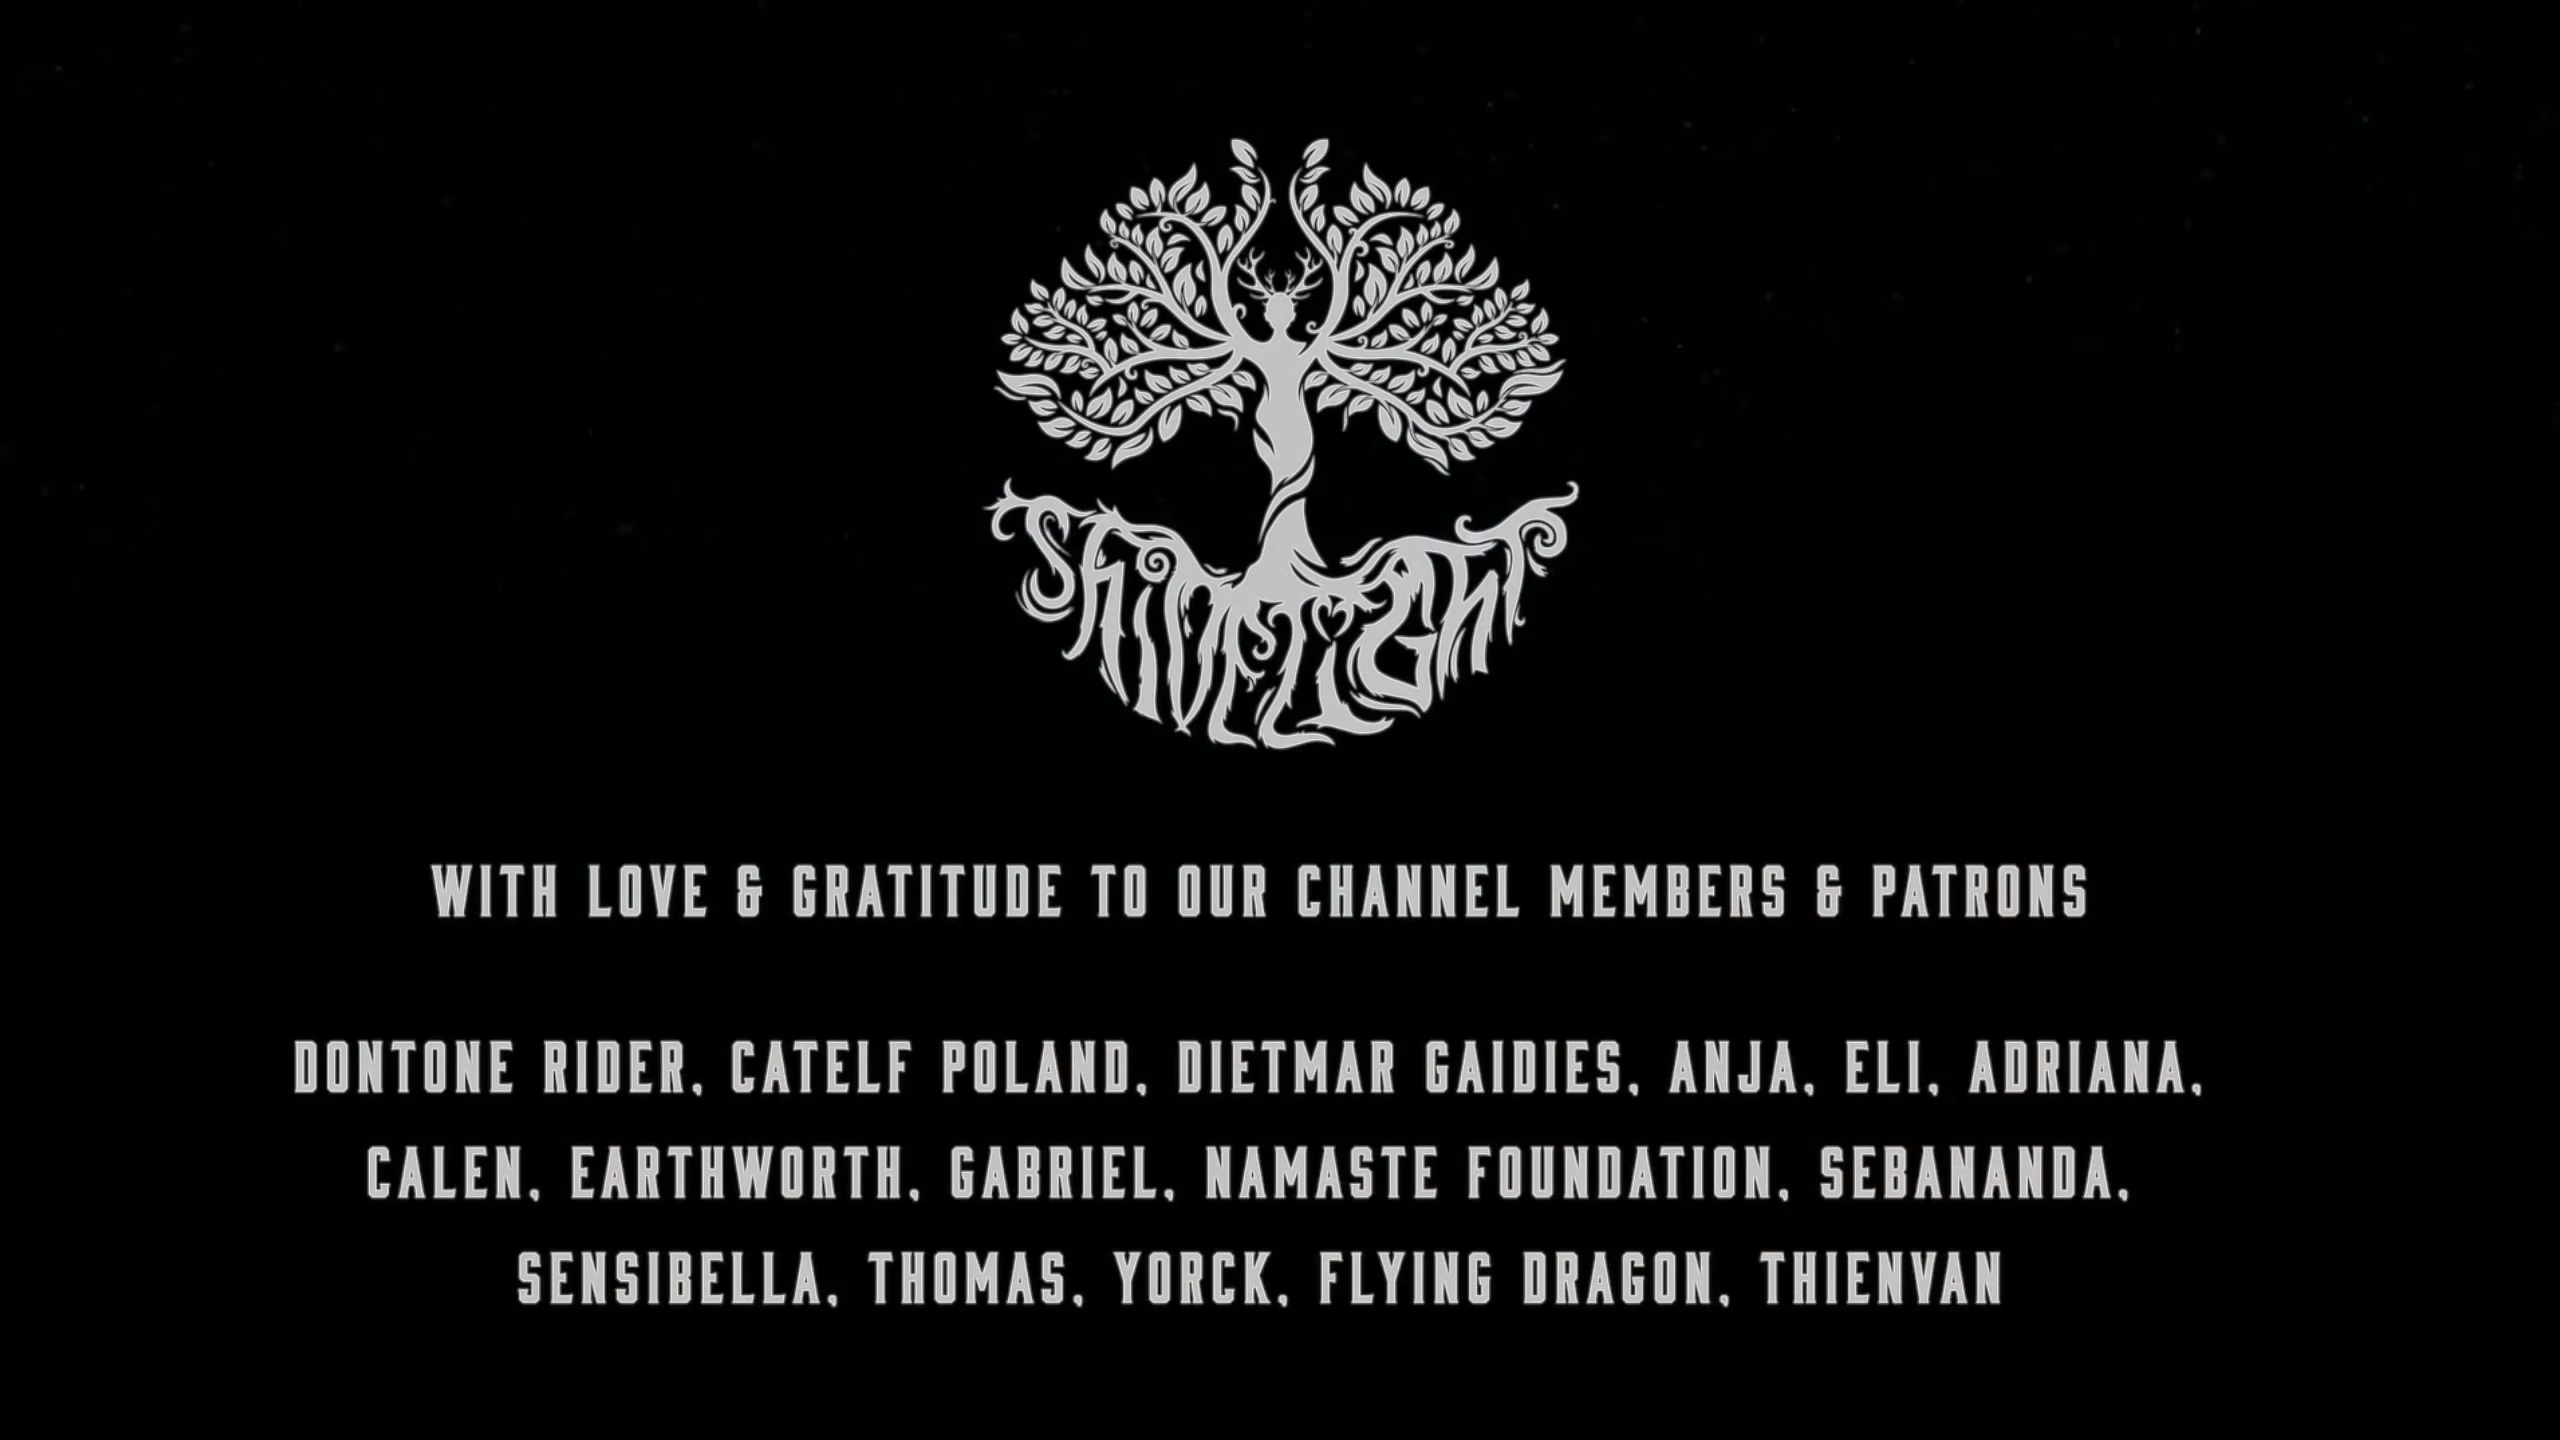 ShiveLight
WITH LOVE & GRATITUDE TO OUR CHANNEL MEMBERS & PATRONS
DONTONE RIDER, CATELF POLAND, DIETMAR GAIDIES, ANJA, ELI, ADRIANA,
CALEN, EARTHWORTH, GABRIEL, NAMASTE FOUNDATION, SEBANANDA,
SENSIBELLA, THOMAS, YORCK, FLYING DRAGON, THIENVAN